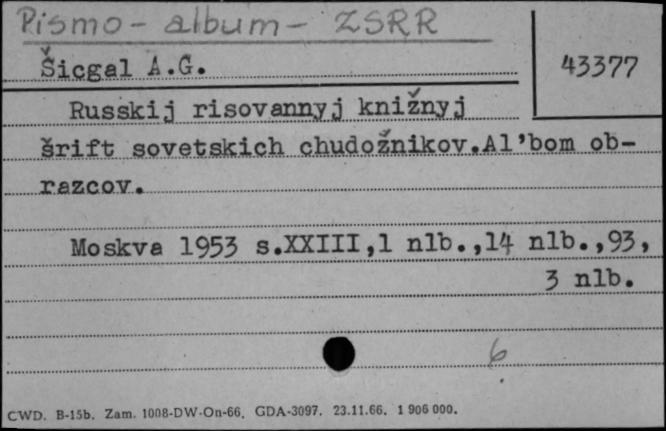 Pismo - album - ZSRR
Šicgal A.G.
43377
Russkij risovannyj knižnyj
šrift sovetskich chudožnikov.Al'bom ob-
razcov.
Moskva 1953 s.XXIII,1 nlb.,14 nlb.,93,
3 nlb.
6
CWD. B-15b. Zam. 1008-DW-On-66. GDA-3097. 23.11.66. 1 906 000.